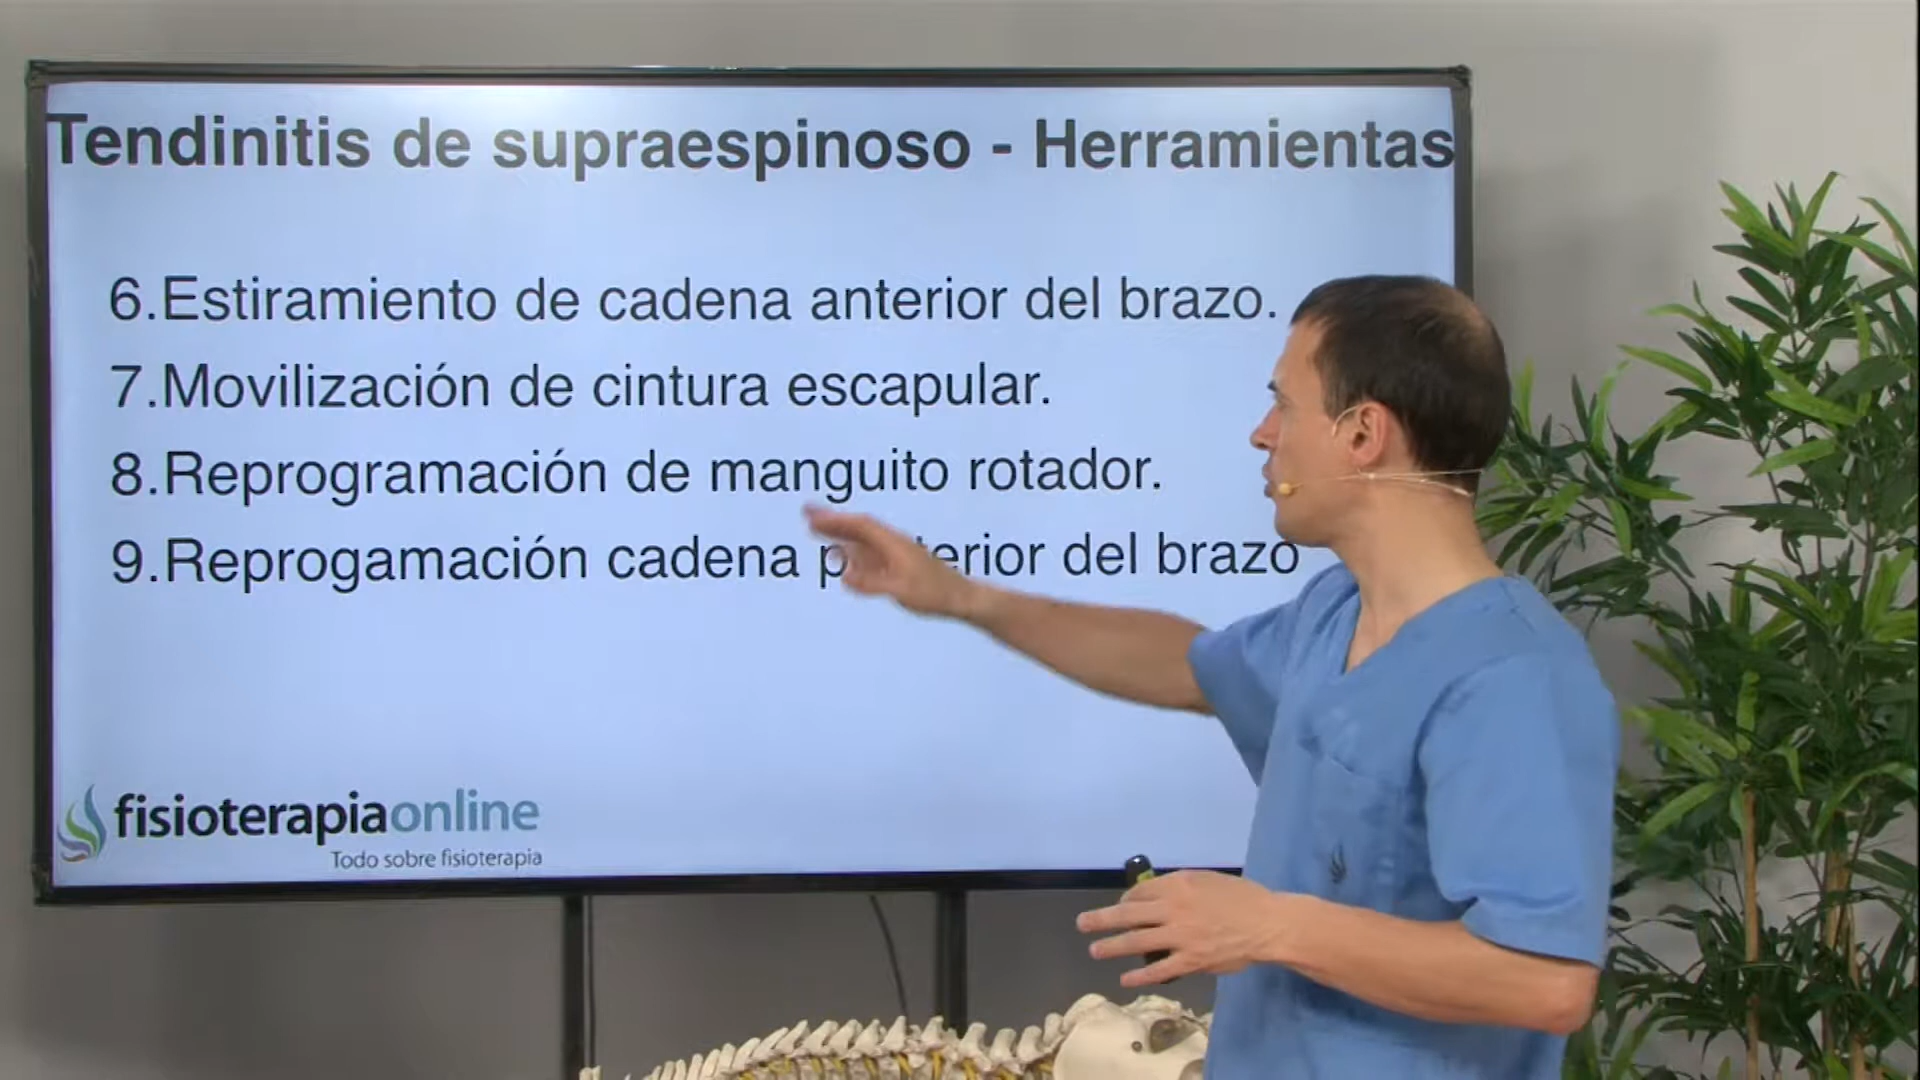 Tendinitis de supraespinoso - Herramientas
6.Estiramiento de cadena anterior del brazo.
7.Movilización de cintura escapular.
8.Reprogramación de manguito rotador.
9.Reprogamación cadena del brazo
fisioterapiaonline
Todo sobre fisioterapia